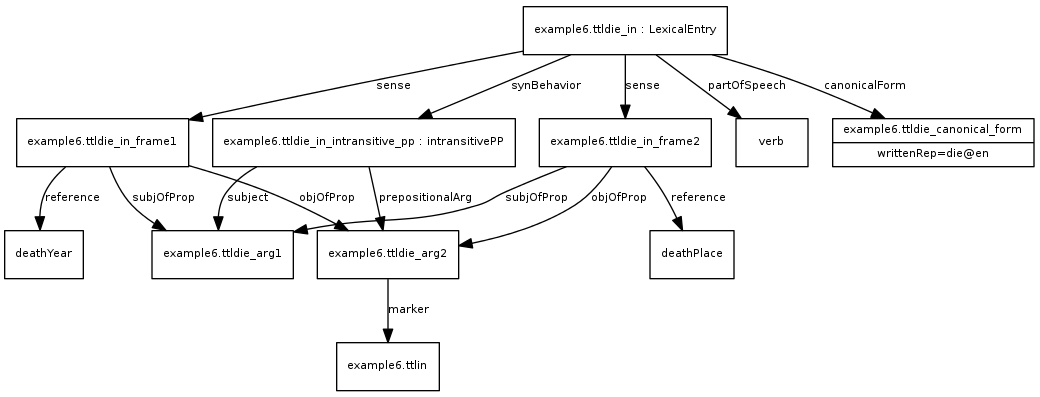 example6.ttldie_in : LexicalEntry
sense
synBehavior
sense
partOfSpeech
canonicalForm
example6.ttldie_in_frame1
example6.ttldie_in_intransitive_pp : intransitivePP
example6.ttldie_in_frame2
verb
example6.ttldie_canonical_form
writtenRep=die@en
reference
subjOfProp
subject
objOfProp
prepositionalArg
subjOfProp
objOfProp
reference
deathYear
example6.ttldie_arg1
example6.ttldie_arg2
deathPlace
marker
example6.ttlin